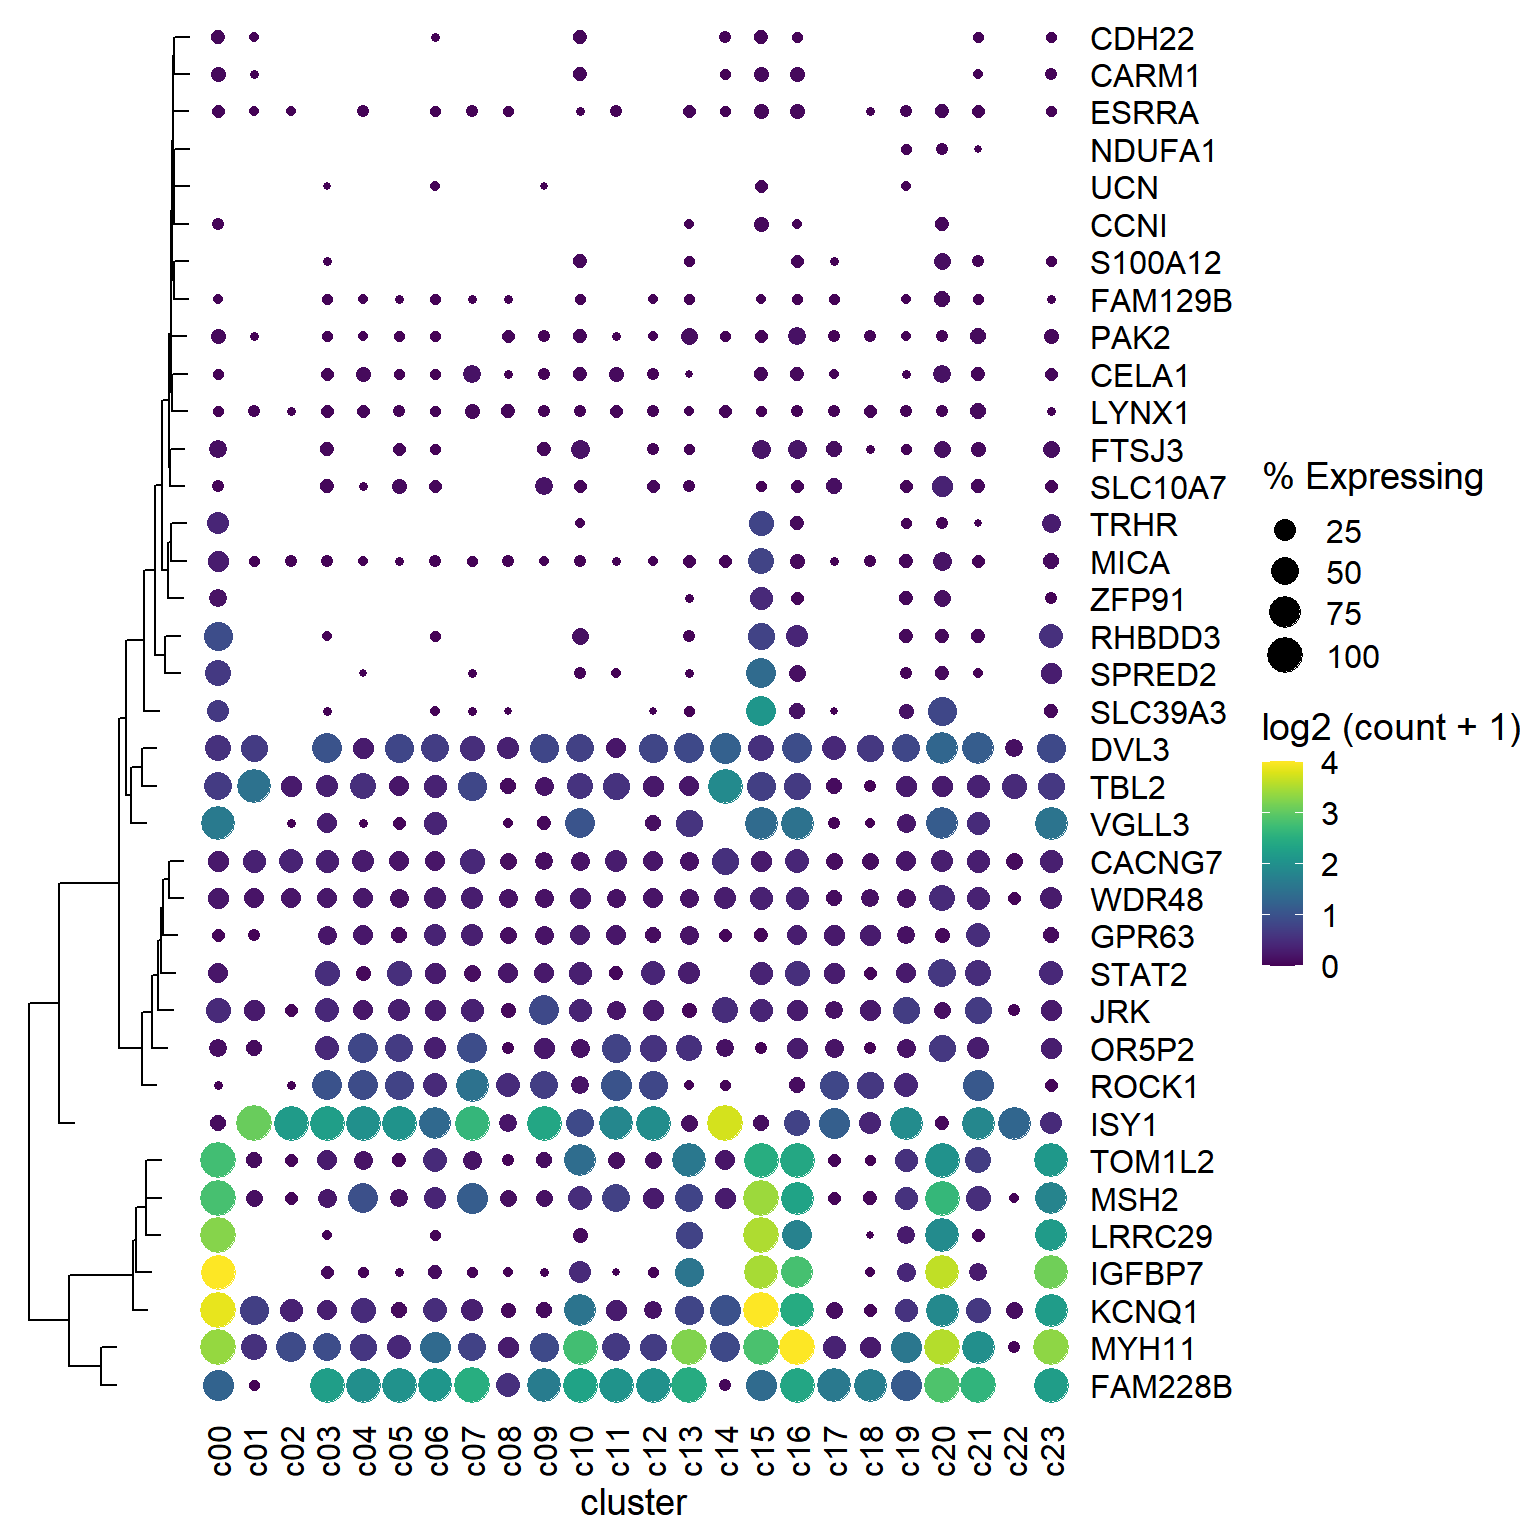 CDH22
CARM1
ESRRA
NDUFA1
UCN
CCNI
S100A12
FAM129B
PAK2
CELA1
LYNX1
FTSJ3
SLC10A7
TRHR
MICA
ZFP91
RHBDD3
SPRED2
SLC39A3
DVL3
TBL2
VGLL3
CACNG7
WDR48
GPR63
STAT2
JRK
OR5P2
ROCK1
ISY1
TOM1L2
MSH2
LRRC29
IGFBP7
KCNQ1
MYH11
FAM228B
c00 c01 c02 c03 c04 c05 c06 c07 c08 c09 c10 c11 c12 c13 c14 c15 c16 c17 c18 c19 c20 c21 c22 c23
cluster
% Expressing
25
50
75
100
log2 (count + 1)
4
3
2
1
0